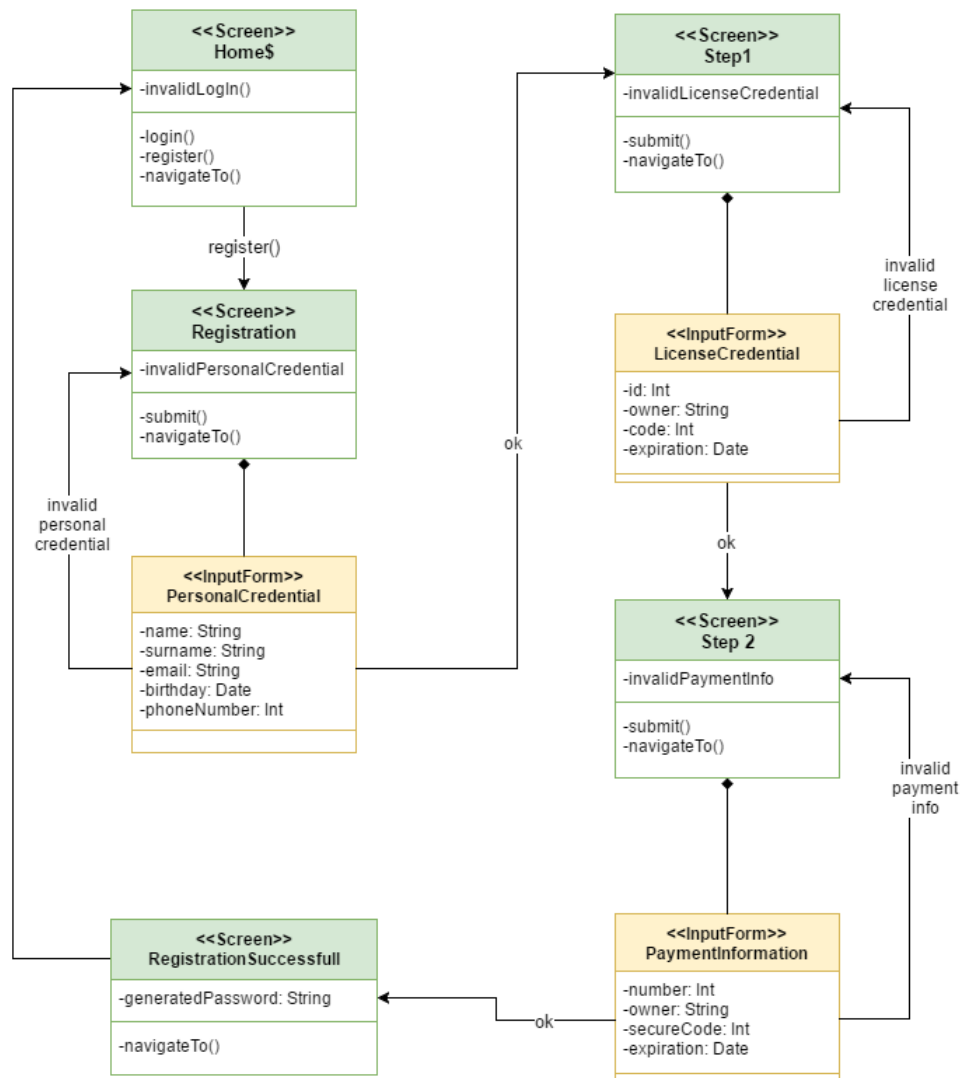 <<Screen>>
Home$
-invalidLogIn()
-login()
-register()
-navigateTo()
register()
<<Screen>>
Registration
-invalidPersonalCredential
-submit()
-navigateTo()
invalid
personal
credential
<<InputForm>>
PersonalCredential
-name: String
-surname: String
-email: String
-birthday: Date
-phoneNumber: Int
ok
<<Screen>>
Step1
-invalidLicenseCredential
-submit()
-navigateTo()
invalid
license
credential
<<InputForm>>
LicenseCredential
-id: Int
-owner: String
-code: Int
-expiration: Date
ok
<<Screen>>
Step 2
-invalidPaymentInfo
-submit()
-navigateTo()
invalid
payment
info
<<InputForm>>
PaymentInformation
-number: Int
-owner: String
-secureCode: Int
-expiration: Date
ok
<<Screen>>
RegistrationSuccessfull
-generatedPassword: String
-navigateTo()